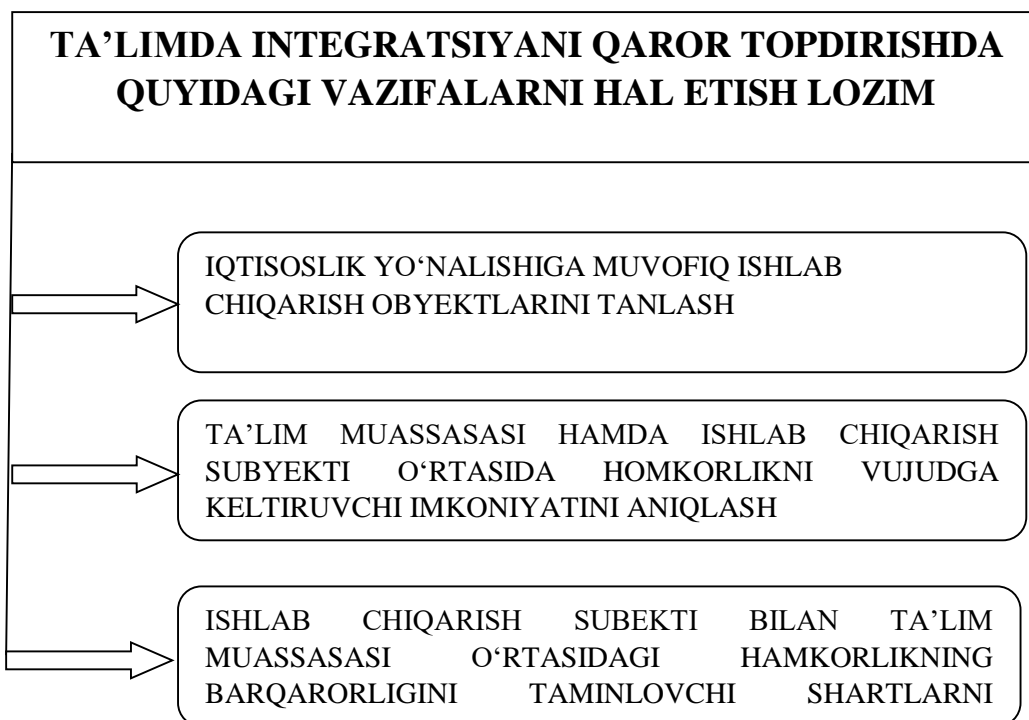 TA’LIMDA INTEGRATSIYANI QAROR TOPDIRISHDA
QUYIDAGI VAZIFALARNI HAL ETISH LOZIM
IQTISOSLIK YO‘NALISHIGA MUVOFIQ ISHLAB
CHIQARISH OBYEKTLARINI TANLASH
TA’LIM MUASSASASI HAMDA ISHLAB CHIQARISH
SUBYEKTI O‘RTASIDA HOMKORLIKNI VUJUDGA
KELTIRUVCHI IMKONIYATINI ANIQLASH
ISHLAB CHIQARISH SUBEKTI BILAN TA’LIM
MUASSASASI O‘RTASIDAGI HAMKORLIKNING
BARQARORLIGINI TAMINLOVCHI SHARTLARNI